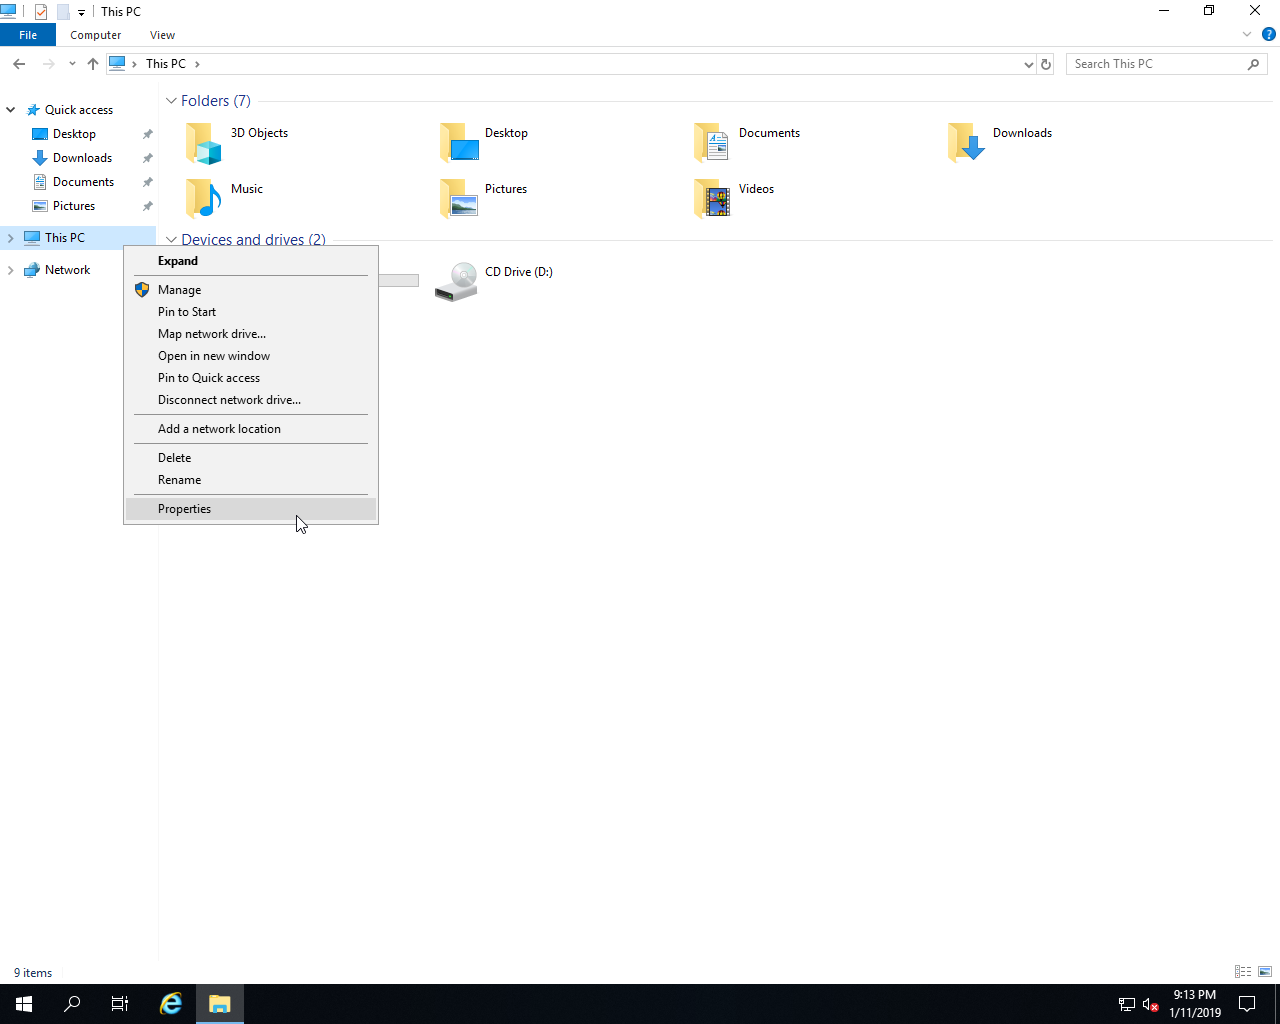 This PC
File
Computer
View
This PC
Search This PC
Quick access
Desktop
Downloads
Documents
Pictures
This PC
Network
Folders (7)
3D Objects
Desktop
Documents
Downloads
Music
Pictures
Videos
Devices and drives (2)
CD Drive (D:)
Expand
Manage
Pin to Start
Map network drive...
Open in new window
Pin to Quick access
Disconnect network drive...
Add a network location
Delete
Rename
Properties
9 items
9:13 PM
1/11/2019